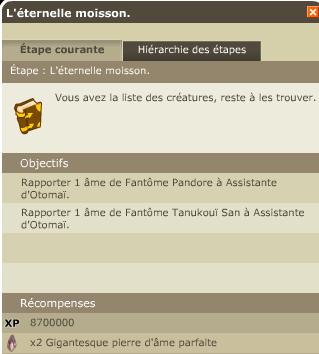 L'éternelle moisson.
Étape courante
Hiérarchie des étapes
Étape : L'éternelle moisson.
Vous avez la liste des créatures, reste à les trouver.
Objectifs
Rapporter 1 âme de Fantôme Pandore à Assistante
d'Otomaï.
Rapporter 1 âme de Fantôme Tanukouï San à Assistante
d'Otomaï.
Récompenses
XP 8700000
x2 Gigantesque pierre d'âme parfaite